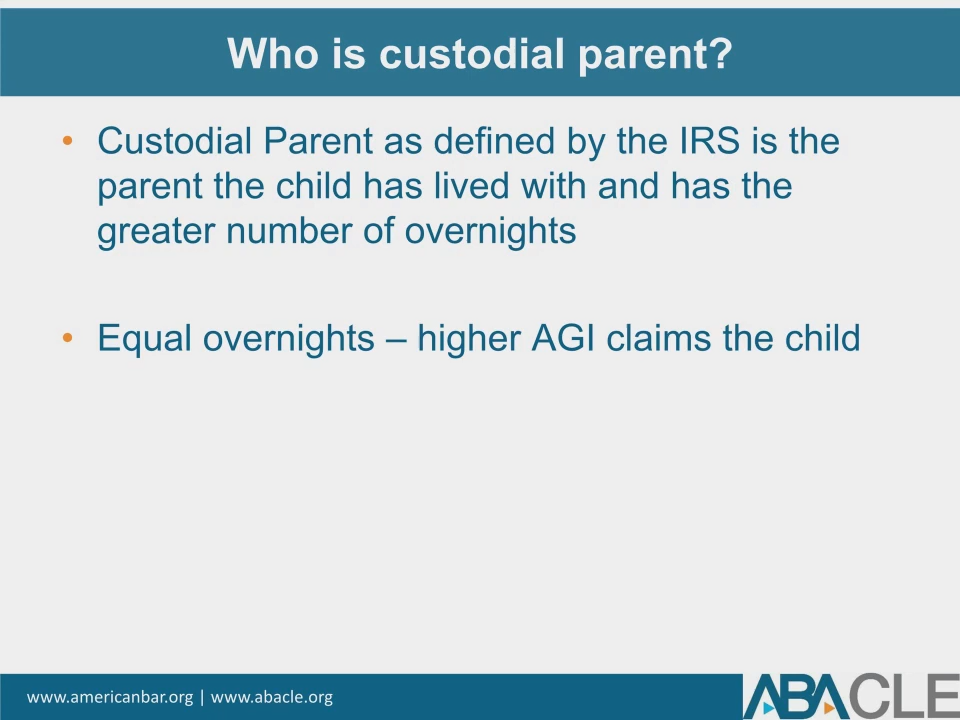 Who is custodial parent?
• Custodial Parent as defined by the IRS is the
parent the child has lived with and has the
greater number of overnights
• Equal overnights – higher AGI claims the child
www.americanbar.org | www.abacle.org
ABACLE